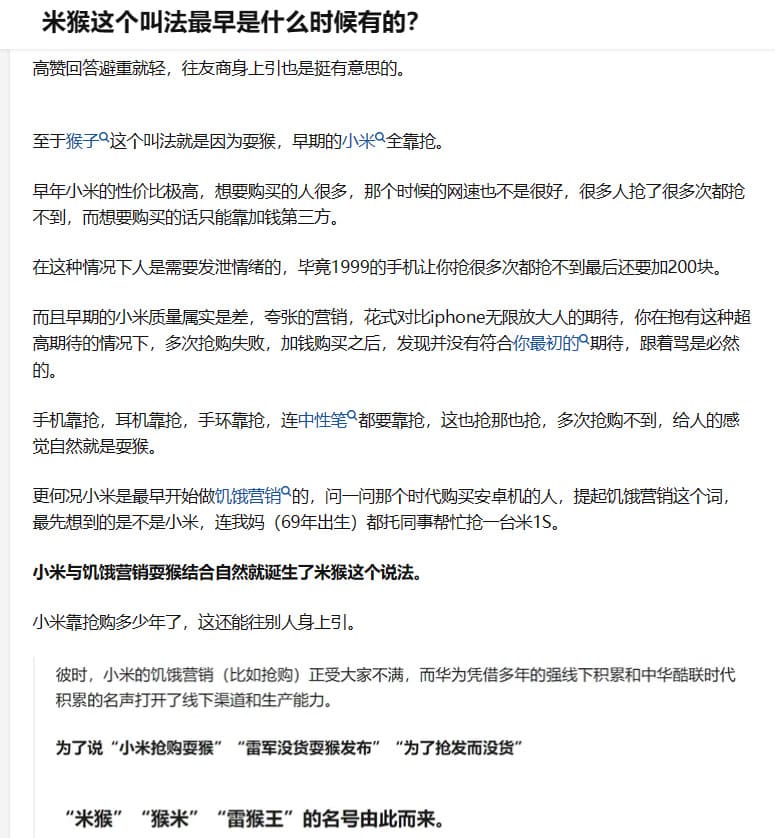 米猴这个叫法最早是什么时候有的？
高赞回答避重就轻，往友商身上引也是挺有意思的。
至于猴子这个叫法就是因为耍猴，早期的小米全靠抢。
早年小米的性价比极高，想要购买的人很多，那个时候的网速也不是很好，很多人抢了很多次都抢
不到，而想要购买的话只能靠加钱第三方。
在这种情况下人是需要发泄情绪的，毕竟1999的手机让你抢很多次都抢不到最后还要加200块。
而且早期的小米质量属实是差，夸张的营销，花式对比iphone无限放大人的期待，你在抱有这种超
高期待的情况下，多次抢购失败，加钱购买之后，发现并没有符合你最初的期待，跟着骂是必然
的。
手机靠抢，耳机靠抢，手环靠抢，连中性笔都要靠抢，这也抢那也抢，多次抢购不到，给人的感
觉自然就是耍猴。
更何况小米是最早开始做饥饿营销的，问一问那个时代购买安卓机的人，提起饥饿营销这个词，
最先想到的是不是小米，连我妈（69年出生）都托同事帮忙抢一台米1S。
小米与饥饿营销耍猴结合自然就诞生了米猴这个说法。
小米靠抢购多少年了，这还能往别人身上引。
彼时，小米的饥饿营销（比如抢购）正受大家不满，而华为凭借多年的强线下积累和中华酷联时代
积累的名声打开了线下渠道和生产能力。
为了说“小米抢购耍猴”“雷军没货耍猴发布”“为了抢发而没货”
“米猴”“猴米”“雷猴王”的名号由此而来。